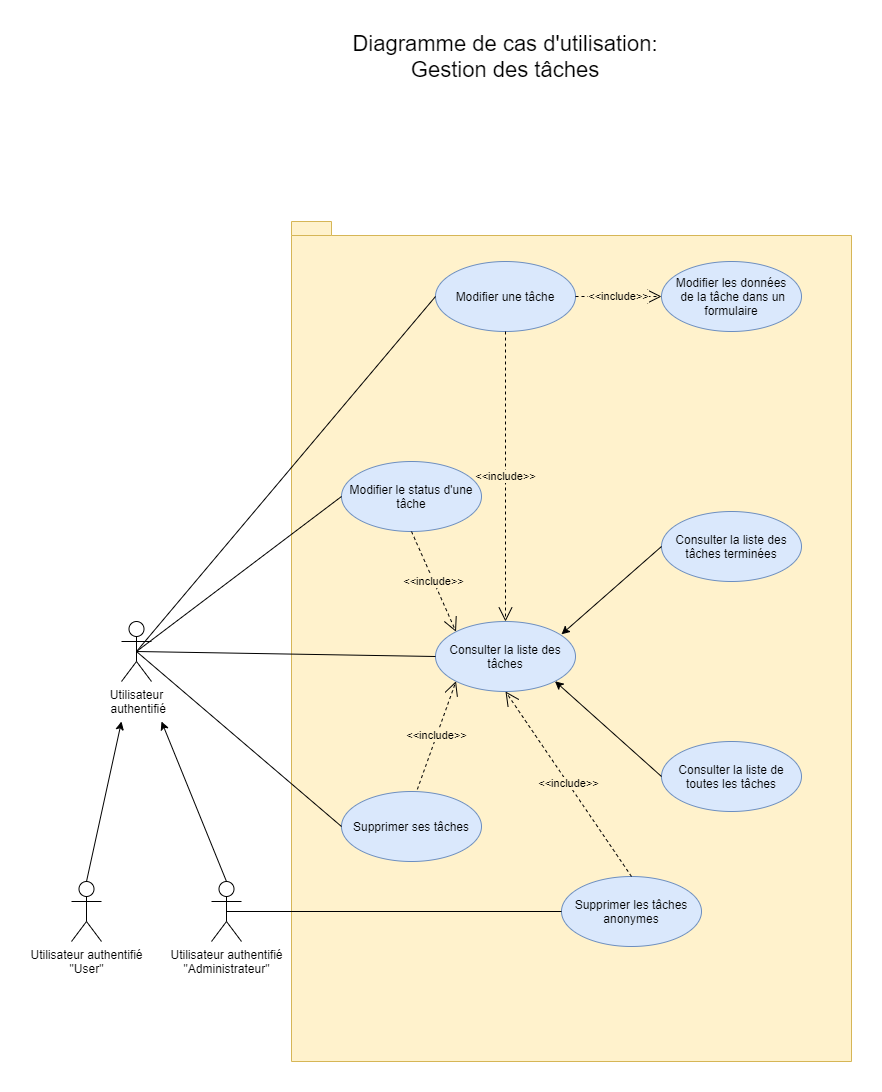 Diagramme de cas d'utilisation:
Gestion des tâches
Modifier une tâche
<<include>>
Modifier les données
de la tâche dans un
formulaire
<<include>>
Modifier le status d'une
tâche
<<include>>
Consulter la liste des
tâches terminées
Consulter la liste des
tâches
Utilisateur
authentifié
<<include>>
<<include>>
Consulter la liste de
toutes les tâches
Supprimer ses tâches
Supprimer les tâches
anonymes
Utilisateur authentifié
"User"
Utilisateur authentifié
"Administrateur"